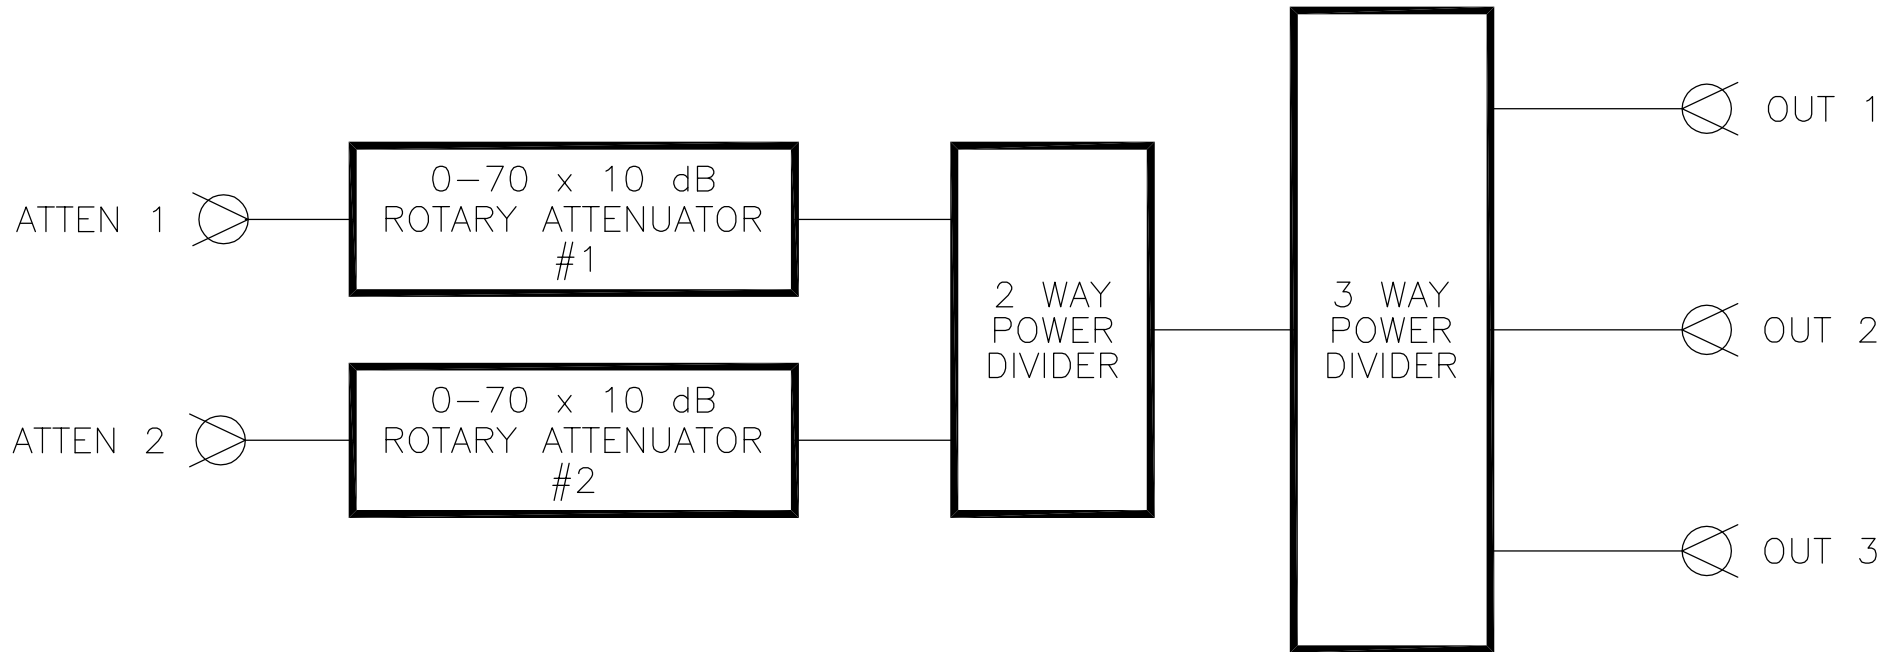 ATTEN 1
0-70 x 10 dB
ROTARY ATTENUATOR
#1
ATTEN 2
0-70 x 10 dB
ROTARY ATTENUATOR
#2
2 WAY
POWER
DIVIDER
3 WAY
POWER
DIVIDER
OUT 1
OUT 2
OUT 3